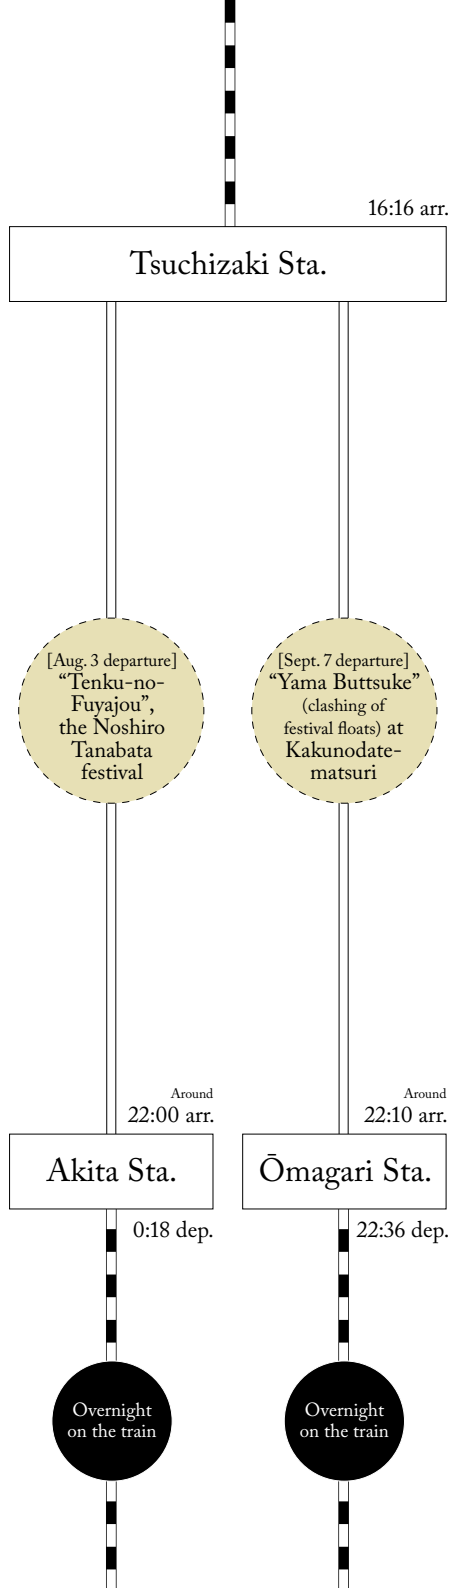 16:16 arr.
Tsuchizaki Sta.
[Aug. 3 departure]
“Tenku-no-
Fuyajou”,
the Noshiro
Tanabata
festival
[Sept. 7 departure]
“Yama Buttsuke”
(clashing of
festival floats) at
Kakunodate-
matsuri
Around
22:00 arr.
Akita Sta.
0:18 dep.
Overnight
on the train
Around
22:10 arr.
Ōmagari Sta.
22:36 dep.
Overnight
on the train